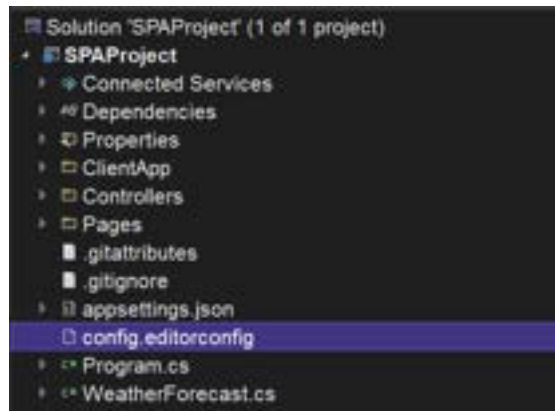 Solution 'SPAProject' (1 of 1 project)
SPAProject
Connected Services
Dependencies
Properties
ClientApp
Controllers
Pages
.gitattributes
.gitignore
appsettings.json
config.editorconfig
C# Program.cs
C# WeatherForecast.cs